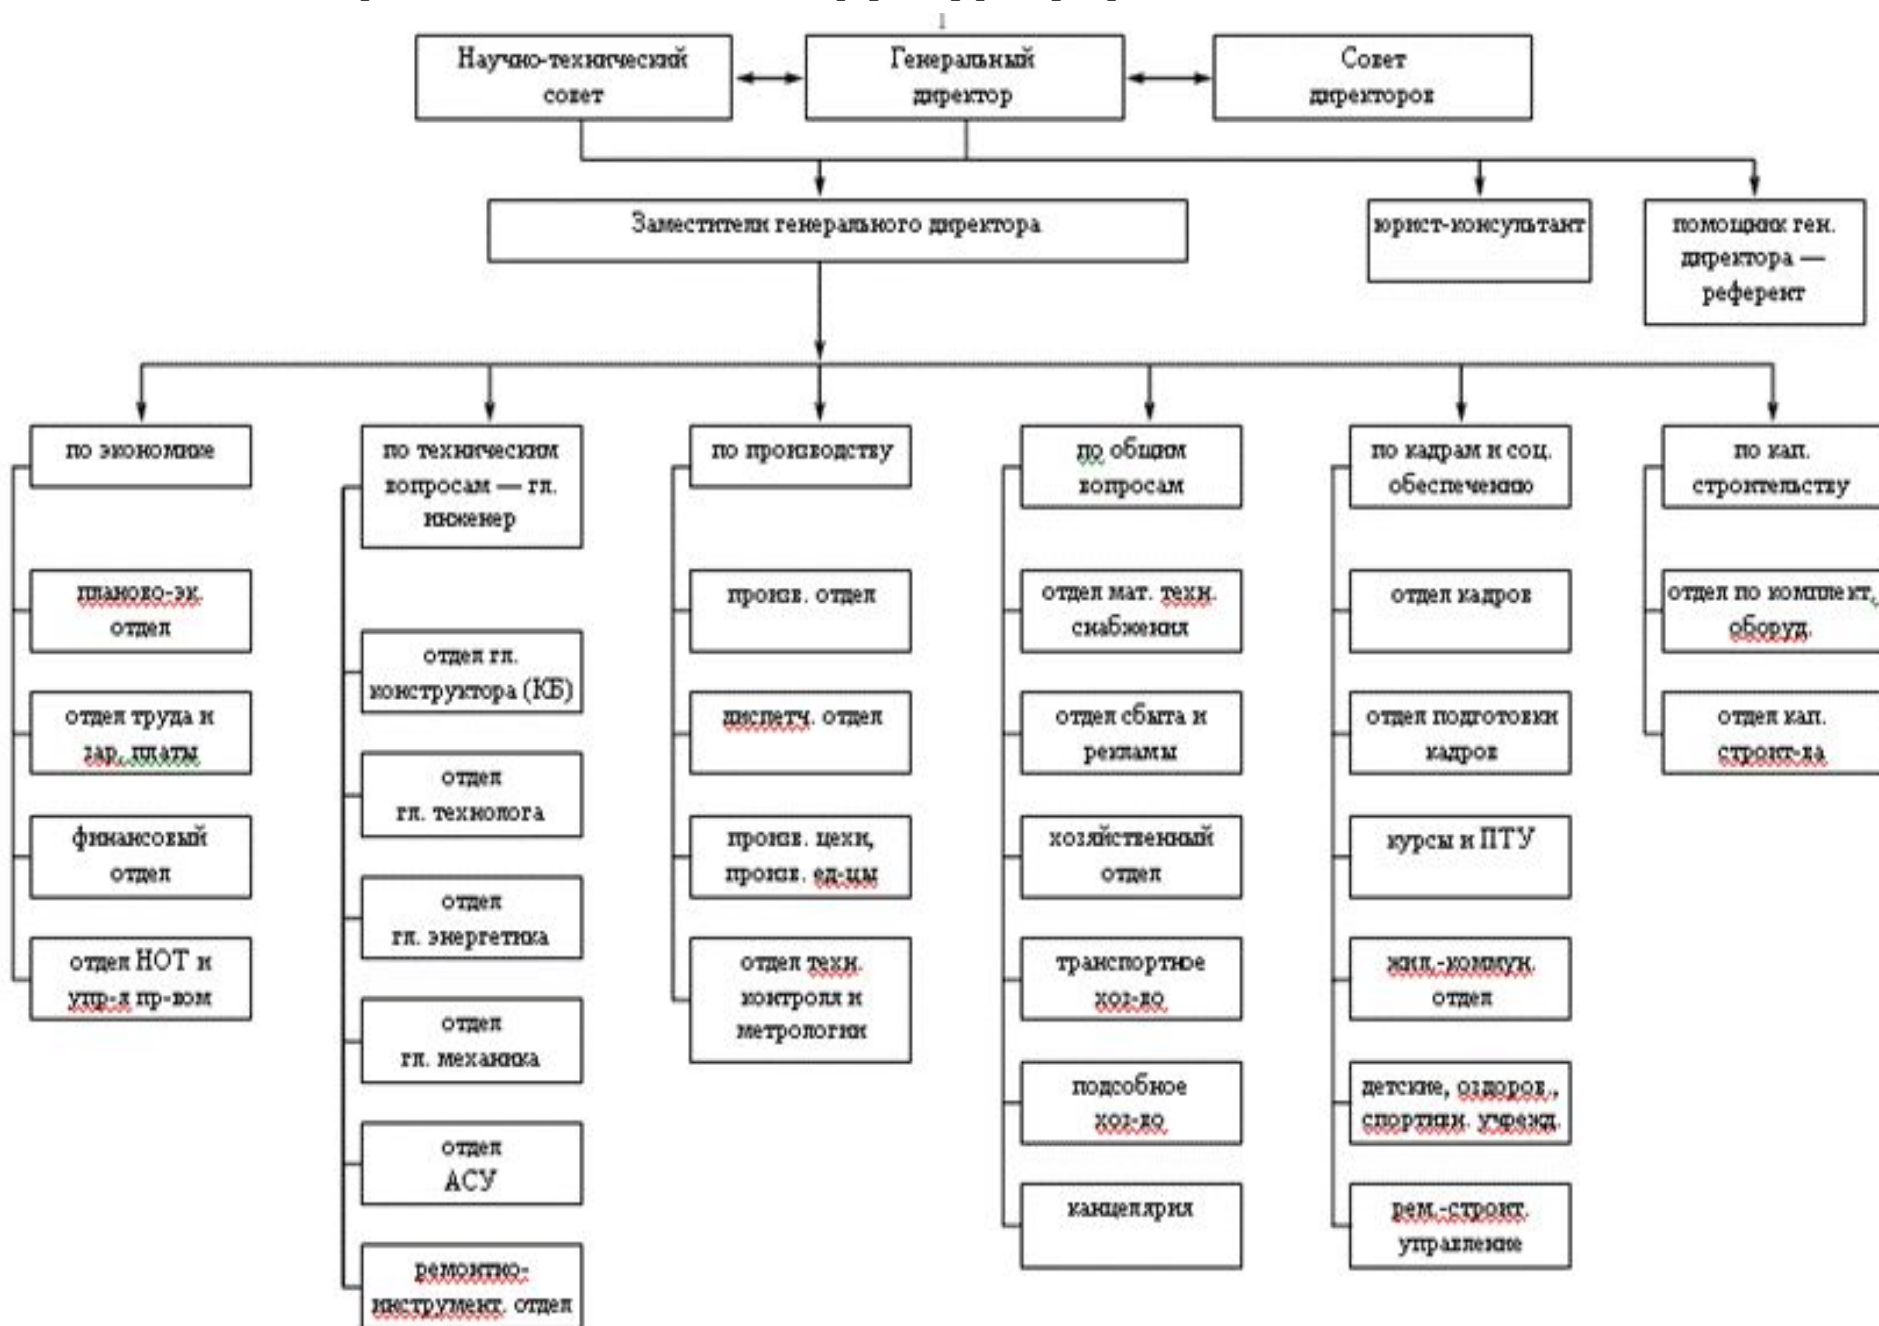 Научно-технический
совет
Генеральный
директор
Совет
директоров
Заместители генерального директора
юрист-консультант
помощник ген.
директора —
референт
по экономике
планово-эк.
отдел
отдел труда и
зар. платы
финансовый
отдел
отдел НОТ и
упр-я пр-вом
по техническим
вопросам — гл.
инженер
отдел гл.
конструктора (КБ)
отдел
гл. технолога
отдел
гл. энергетика
отдел
гл. механика
отдел
АСУ
ремонтно-
инструмент. отдел
по производству
произв. отдел
диспетч. отдел
произв. цехи,
произв. ед-цы
отдел техн.
контроля и
метрологии
по общим
вопросам
отдел мат. техн.
снабжения
отдел сбыта и
рекламы
хозяйственный
отдел
транспортное
хоз-во
подсобное
хоз-во
канцелярия
по кадрам и соц.
обеспечению
отдел кадров
отдел подготовки
кадров
курсы и ПТУ
жил.-коммун.
отдел
детские, оздоров.,
спортивн. учрежд.
рем.-строит.
управление
по кап.
строительству
отдел по комплект.
оборуд.
отдел кап.
строит-ва